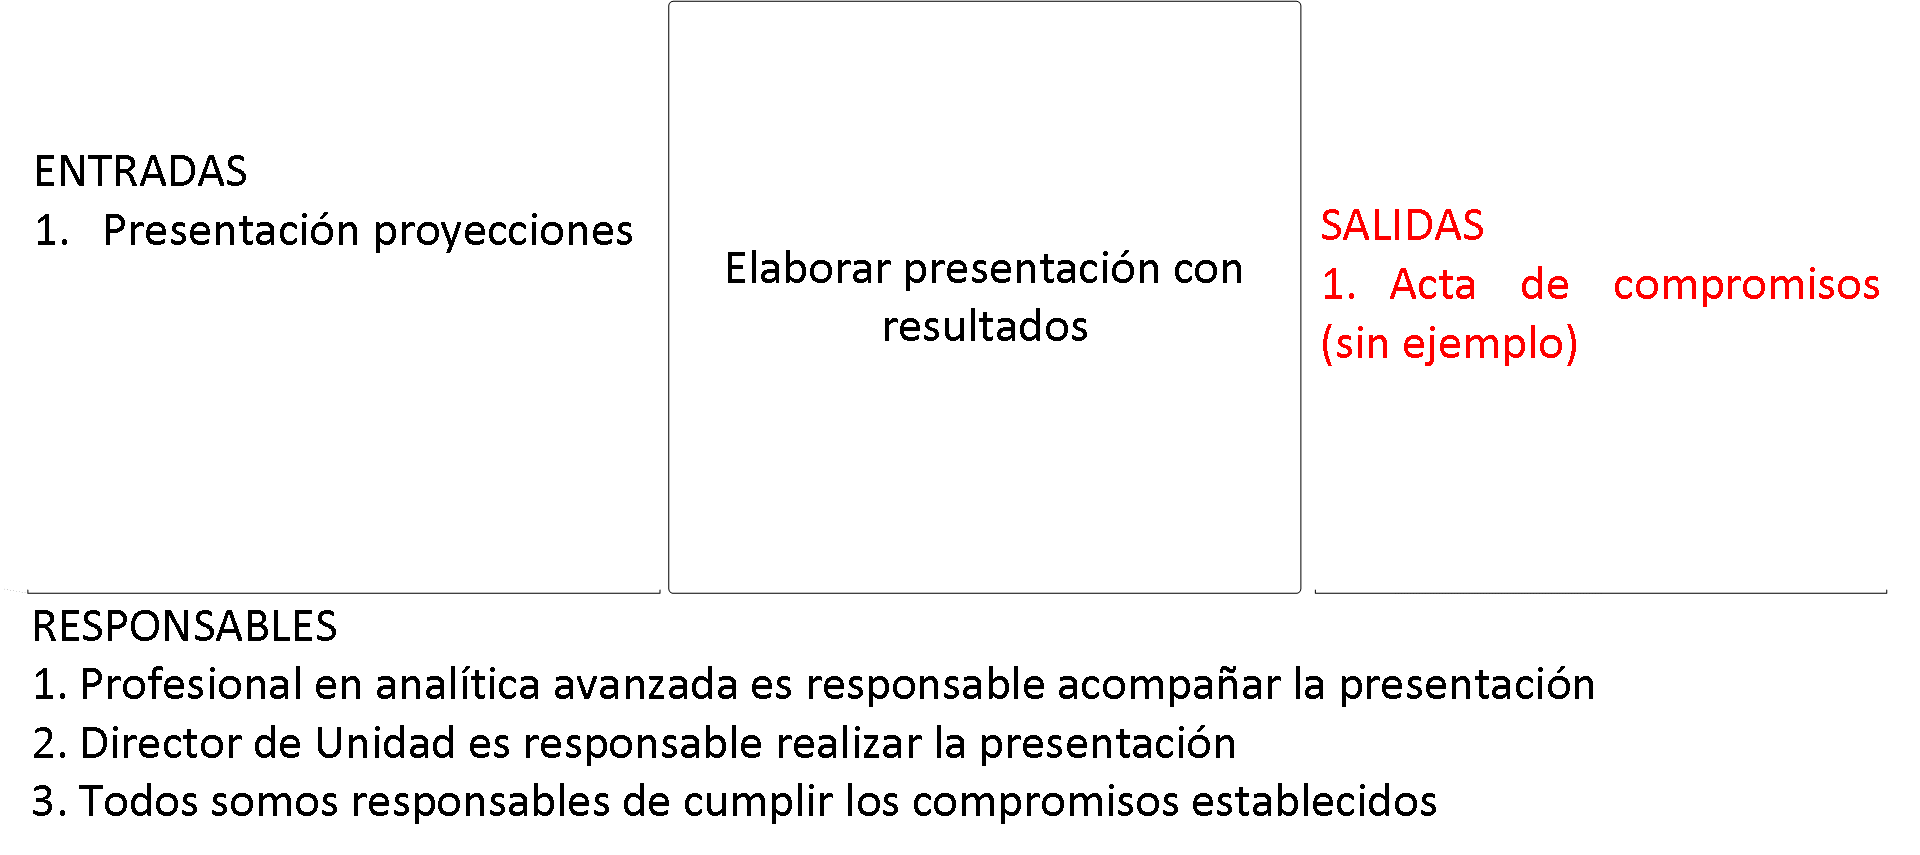 ENTRADAS
1. Presentación proyecciones
Elaborar presentación con
resultados
SALIDAS
1. Acta de compromisos
(sin ejemplo)
RESPONSABLES
1. Profesional en analítica avanzada es responsable acompañar la presentación
2. Director de Unidad es responsable realizar la presentación
3. Todos somos responsables de cumplir los compromisos establecidos